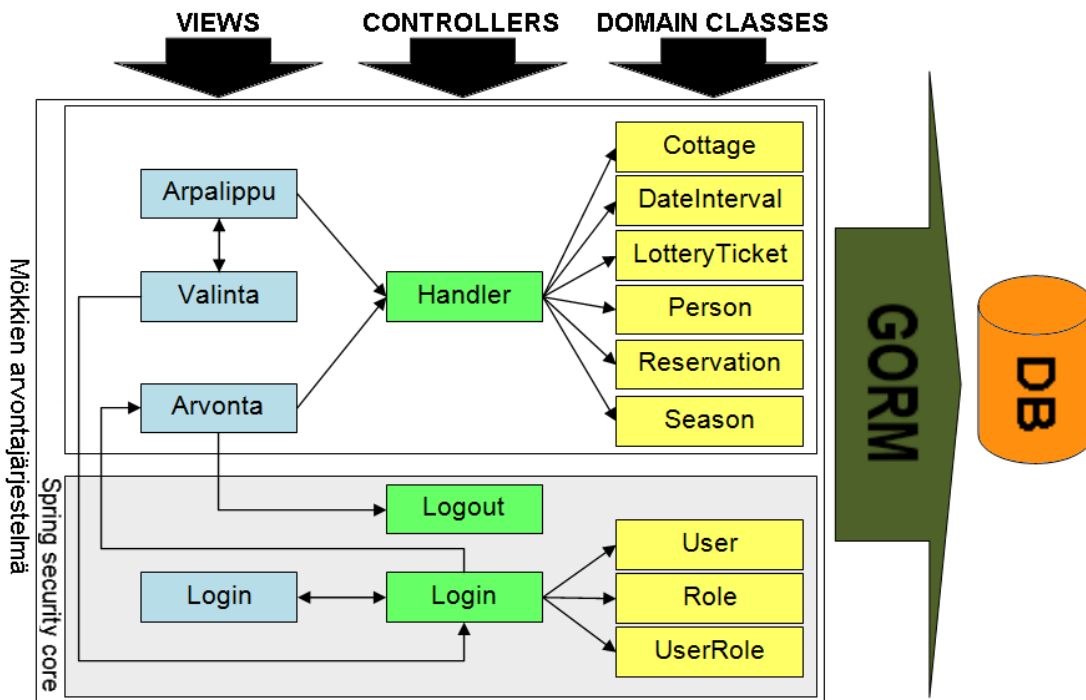 VIEWS
CONTROLLERS
DOMAIN CLASSES
Mökkien arvontajärjestelmä
Arpalippu
Valinta
Arvonta
Handler
Cottage
DateInterval
LotteryTicket
Person
Reservation
Season
Spring security core
Logout
Login
Login
User
Role
UserRole
GORM
DB